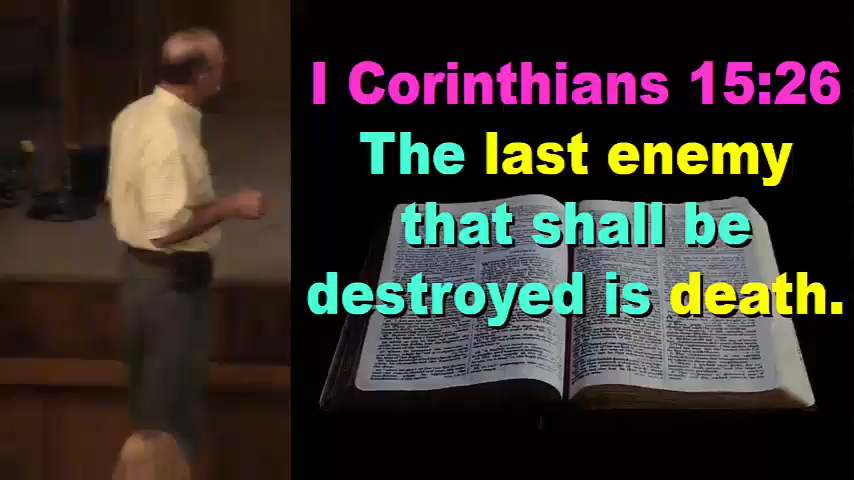 I Corinthians 15:26
The last enemy
that shall be
destroyed is death.